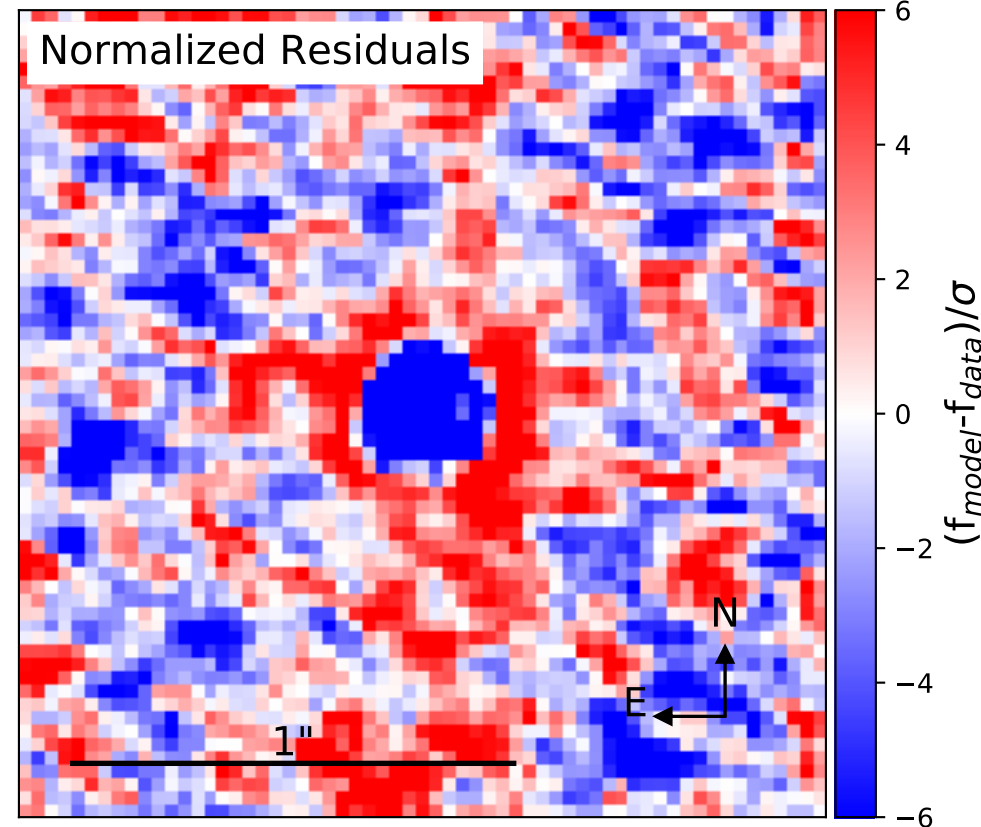 Normalized Residuals
6
4
2
0
−2
−4
−6
(f_model-f_data)/σ
N
E
1"